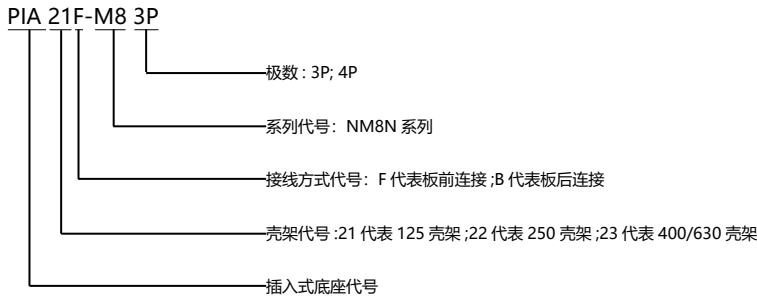 PIA 21F-M8 3P
极数 : 3P; 4P
系列代号：NM8N 系列
接线方式代号：F 代表板前连接 ;B 代表板后连接
壳架代号 :21 代表 125 壳架 ;22 代表 250 壳架 ;23 代表 400/630 壳架
插入式底座代号